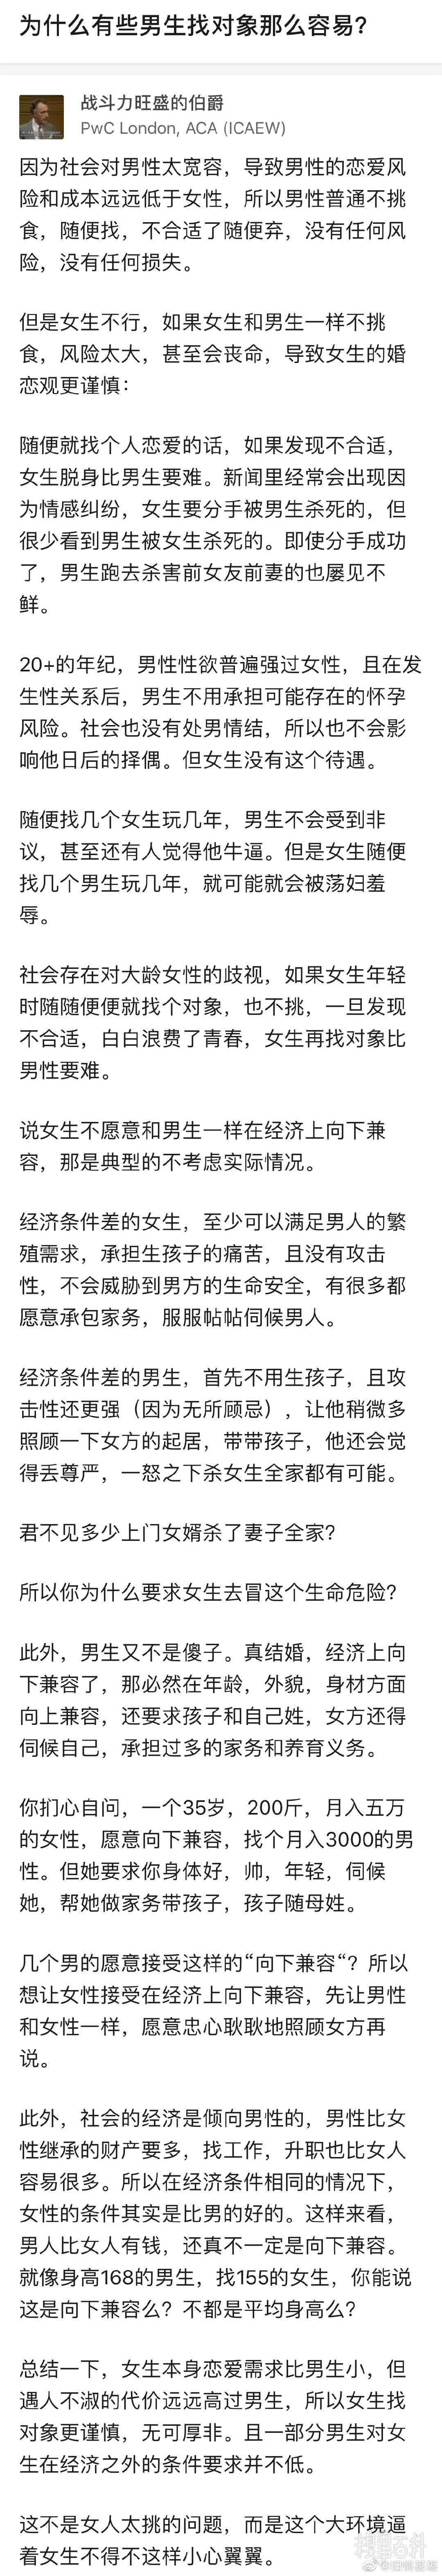 为什么有些男生找对象那么容易?
战斗力旺盛的伯爵
PwC London, ACA (ICAEW)
因为社会对男性太宽容，导致男性的恋爱风
险和成本远远低于女性，所以男性普通不挑
食，随便找，不合适了随便弃，没有任何风
险，没有任何损失。
但是女生不行，如果女生和男生一样不挑
食，风险太大，甚至会丧命，导致女生的婚
恋观更谨慎：
随便就找个人恋爱的话，如果发现不合适，
女生脱身比男生要难。新闻里经常会出现因
为情感纠纷，女生要分手被男生杀死的，但
很少看到男生被女生杀死的。即使分手成功
了，男生跑去杀害前女友前妻的也屡见不
鲜。
20+的年纪，男性性欲普遍强过女性，且在发
生性关系后，男生不用承担可能存在的怀孕
风险。社会也没有处男情结，所以也不会影
响他日后的择偶。但女生没有这个待遇。
随便找几个女生玩几年，男生不会受到非
议，甚至还有人觉得他牛逼。但是女生随便
找几个男生玩几年，就可能就会被荡妇羞
辱。
社会存在对大龄女性的歧视，如果女生年轻
时随随便便就找个对象，也不挑，一旦发现
不合适，白白浪费了青春，女生再找对象比
男性要难。
说女生不愿意和男生一样在经济上向下兼
容，那是典型的不考虑实际情况。
经济条件差的女生，至少可以满足男人的繁
殖需求，承担生孩子的痛苦，且没有攻击
性，不会威胁到男方的生命安全，有很多都
愿意承包家务，服服帖帖伺候男人。
经济条件差的男生，首先不用生孩子，且攻
击性还更强（因为无所顾忌），让他稍微多
照顾一下女方的起居，带带孩子，他还会觉
得丢尊严，一怒之下杀女生全家都有可能。
君不见多少上门女婿杀了妻子全家?
所以你为什么要求女生去冒这个生命危险?
此外，男生又不是傻子。真结婚，经济上向
下兼容了，那必然在年龄，外貌，身材方面
向上兼容，还要求孩子和自己姓，女方还得
伺候自己，承担过多的家务和养育义务。
你扪心自问，一个35岁，200斤，月入五万
的女性，愿意向下兼容，找个月入3000的男
性。但她要求你身体好，帅，年轻，伺候
她，帮她做家务带孩子，孩子随母姓。
几个男的愿意接受这样的“向下兼容“？所以
想让女性接受在经济上向下兼容，先让男性
和女性一样，愿意忠心耿耿地照顾女方再
说。
此外，社会的经济是倾向男性的，男性比女
性继承的财产要多，找工作，升职也比女人
容易很多。所以在经济条件相同的情况下，
女性的条件其实是比男的好的。这样来看，
男人比女人有钱，还真不一定是向下兼容。
就像身高168的男生，找155的女生，你能说
这是向下兼容么？不都是平均身高么？
总结一下，女生本身恋爱需求比男生小，但
遇人不淑的代价远远高过男生，所以女生找
对象更谨慎，无可厚非。且一部分男生对女
生在经济之外的条件要求并不低。
这不是女人太挑的问题，而是这个大环境逼
着女生不得不这样小心翼翼。